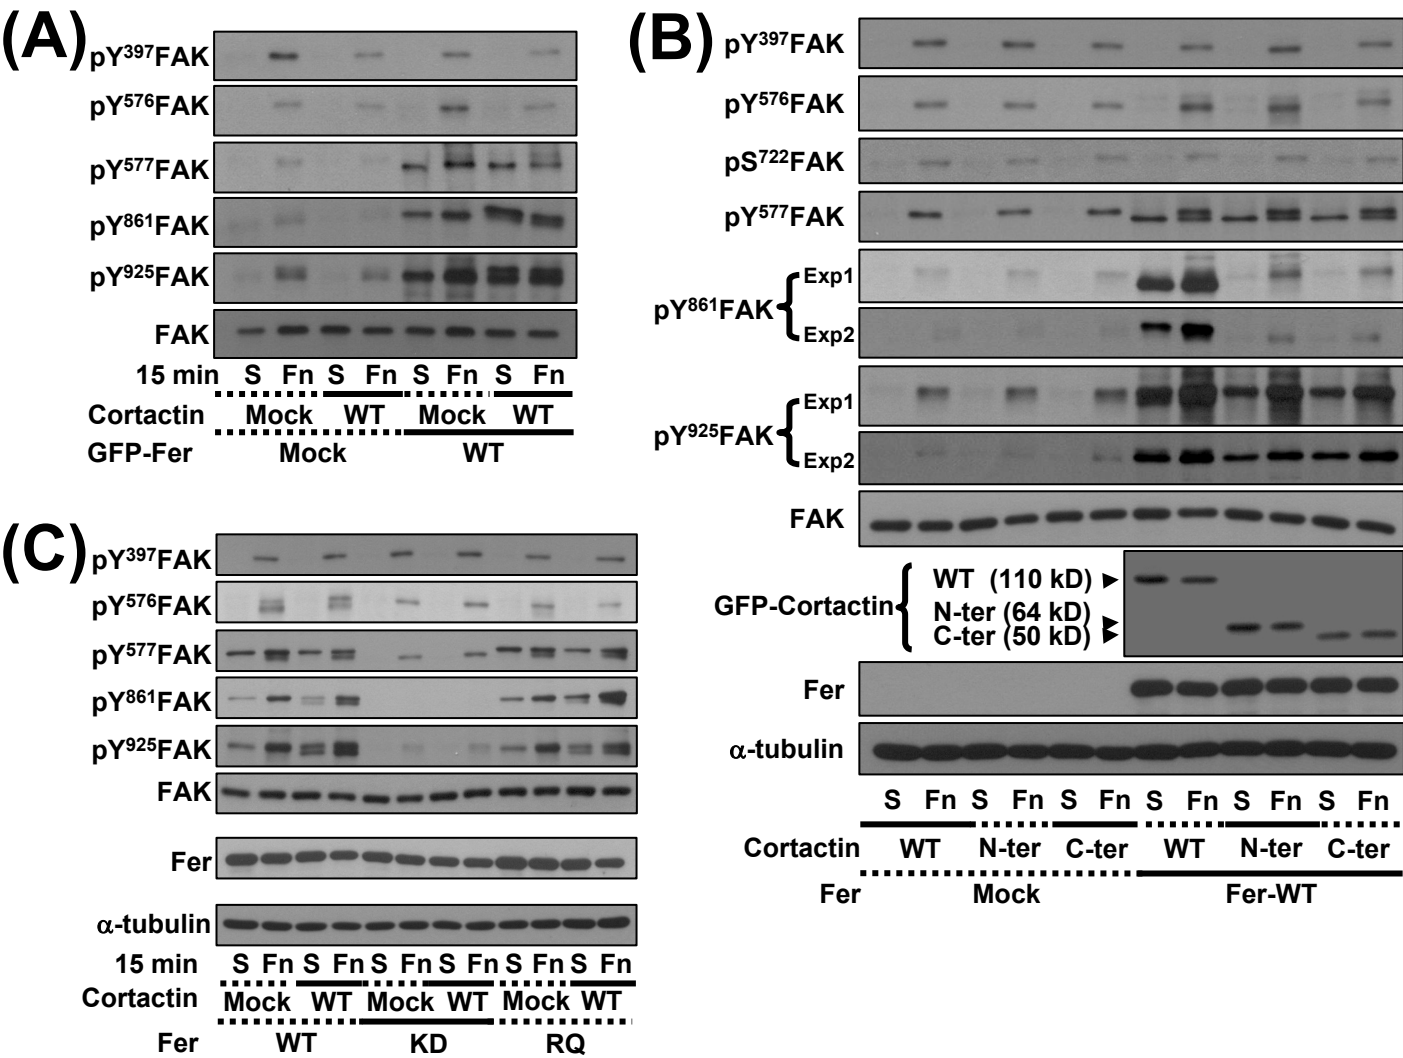 (A)
pY397FAK
pY576FAK
pY577FAK
pY861FAK
pY925FAK
FAK
15 min S Fn S Fn S Fn S Fn
Cortactin Mock WT Mock WT
GFP-Fer Mock WT
(B)
pY397FAK
pY576FAK
pS722FAK
pY577FAK
pY861FAK Exp1
Exp2
pY925FAK Exp1
Exp2
FAK
GFP-Cortactin WT (110 kD)
N-ter (64 kD)
C-ter (50 kD)
Fer
α-tubulin
S Fn S Fn S Fn S Fn S Fn S Fn
Cortactin WT N-ter C-ter WT N-ter C-ter
Fer Mock Fer-WT
(C)
pY397FAK
pY576FAK
pY577FAK
pY861FAK
pY925FAK
FAK
Fer
α-tubulin
15 min S Fn S Fn S Fn S Fn S Fn S Fn
Cortactin Mock WT Mock WT Mock WT
Fer WT KD RQ